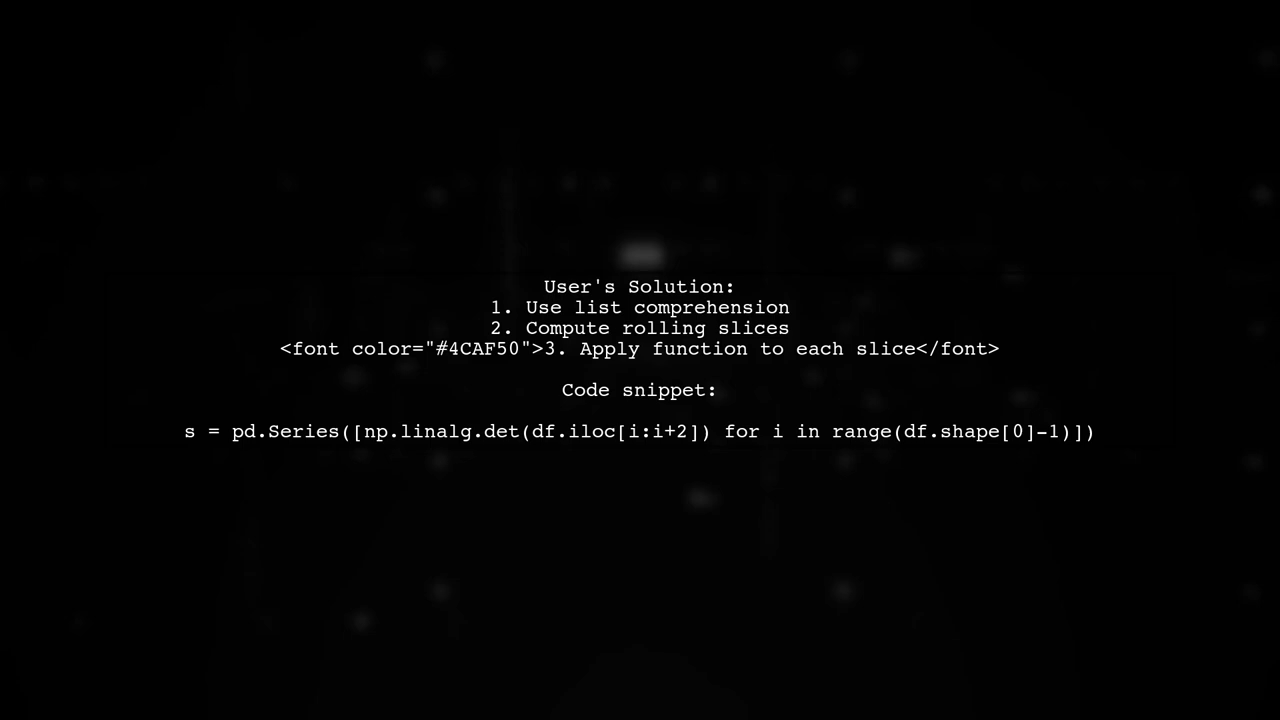 User's Solution:
1. Use list comprehension
2. Compute rolling slices
<font color="#4CAF50">3. Apply function to each slice</font>
Code snippet:
s = pd.Series([np.linalg.det(df.iloc[i:i+2]) for i in range(df.shape[0]-1)])